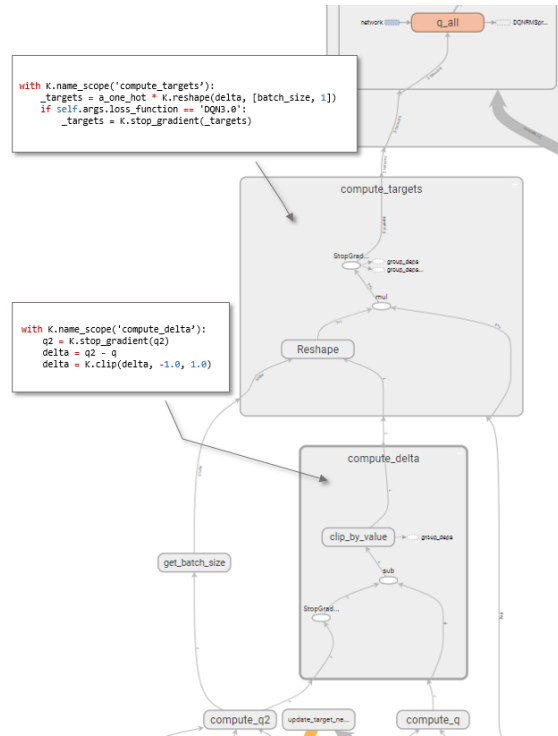 network
q_all
DQNRMSpr...
with K.name_scope('compute_targets'):
_targets = a_one_hot * K.reshape(delta, [batch_size, 1])
if self.args.loss_function == 'DQN3.0':
_targets = K.stop_gradient(_targets)
compute_targets
StopGrad...
group_deps
group_deps...
mul
Reshape
with K.name_scope('compute_delta'):
q2 = K.stop_gradient(q2)
delta = q2 - q
delta = K.clip(delta, -1.0, 1.0)
compute_delta
clip_by_value
group_deps
get_batch_size
sub
StopGrad...
compute_q2
update_target_ne...
compute_q